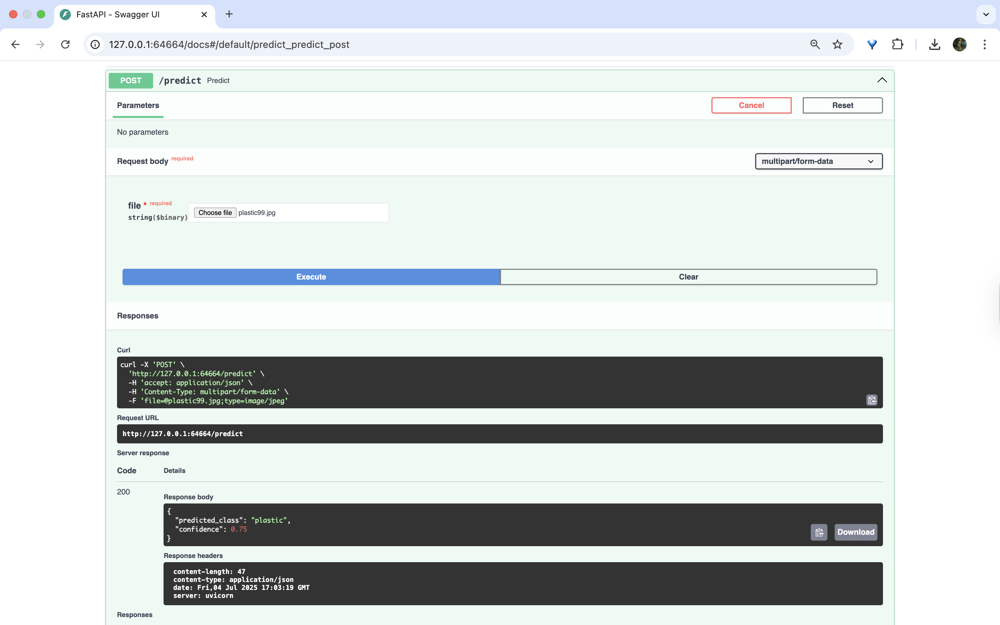 FastAPI - Swagger UI
127.0.0.1:64664/docs#/default/predict_predict_post
POST /predict Predict
Parameters
Cancel
Reset
No parameters
Request body required
multipart/form-data
file * required
string($binary)
Choose file plastic99.jpg
Execute
Clear
Responses
Curl
curl -X 'POST' \
'http://127.0.0.1:64664/predict' \
-H 'accept: application/json' \
-H 'Content-Type: multipart/form-data' \
-F 'file=@plastic99.jpg;type=image/jpeg'
Request URL
http://127.0.0.1:64664/predict
Server response
Code Details
200
Response body
{
"predicted_class": "plastic",
"confidence": 0.75
}
Download
Response headers
content-length: 47
content-type: application/json
date: Fri,04 Jul 2025 17:03:19 GMT
server: uvicorn
Responses